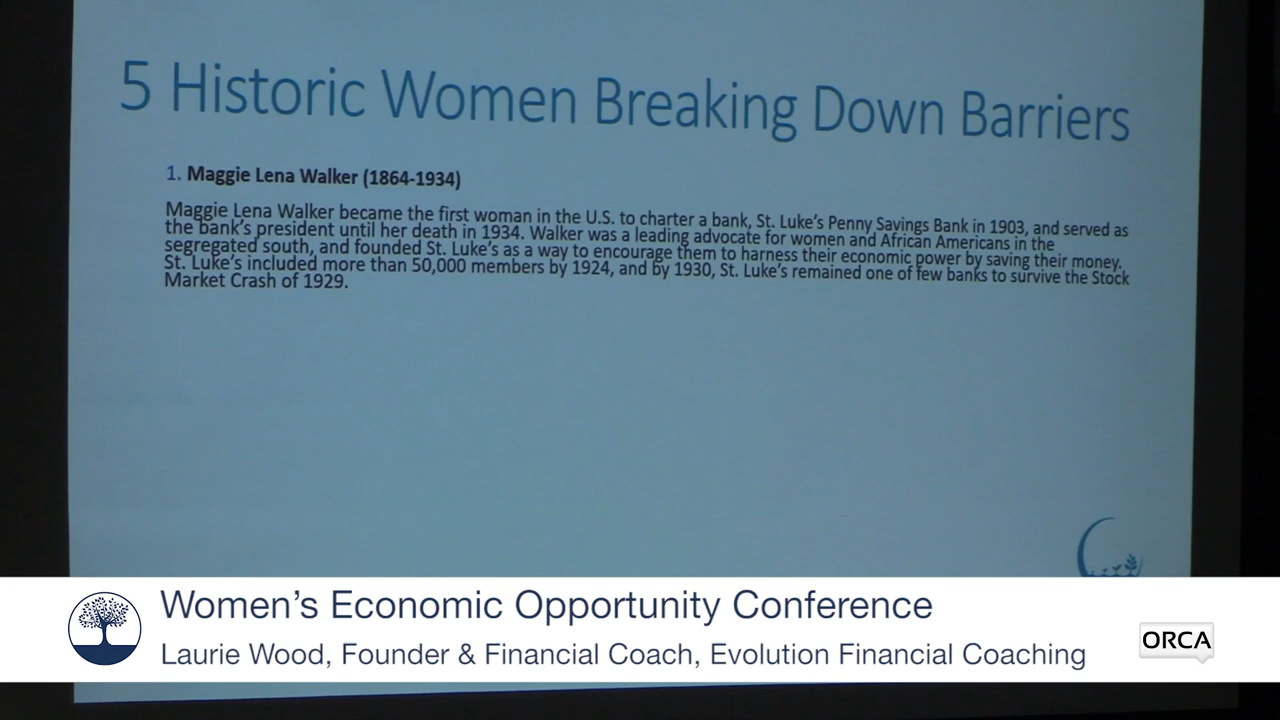 5 Historic Women Breaking Down Barriers
1. Maggie Lena Walker (1864-1934)
Maggie Lena Walker became the first woman in the U.S. to charter a bank, St. Luke's Penny Savings Bank in 1903, and served as
the bank's president until her death in 1934. Walker was a leading advocate for women and African Americans in the
segregated south, and founded St. Luke's as a way to encourage them to harness their economic power by saving their money.
St. Luke's included more than 50,000 members by 1924, and by 1930, St. Luke's remained one of few banks to survive the Stock
Market Crash of 1929.
Women's Economic Opportunity Conference
Laurie Wood, Founder & Financial Coach, Evolution Financial Coaching
ORCA